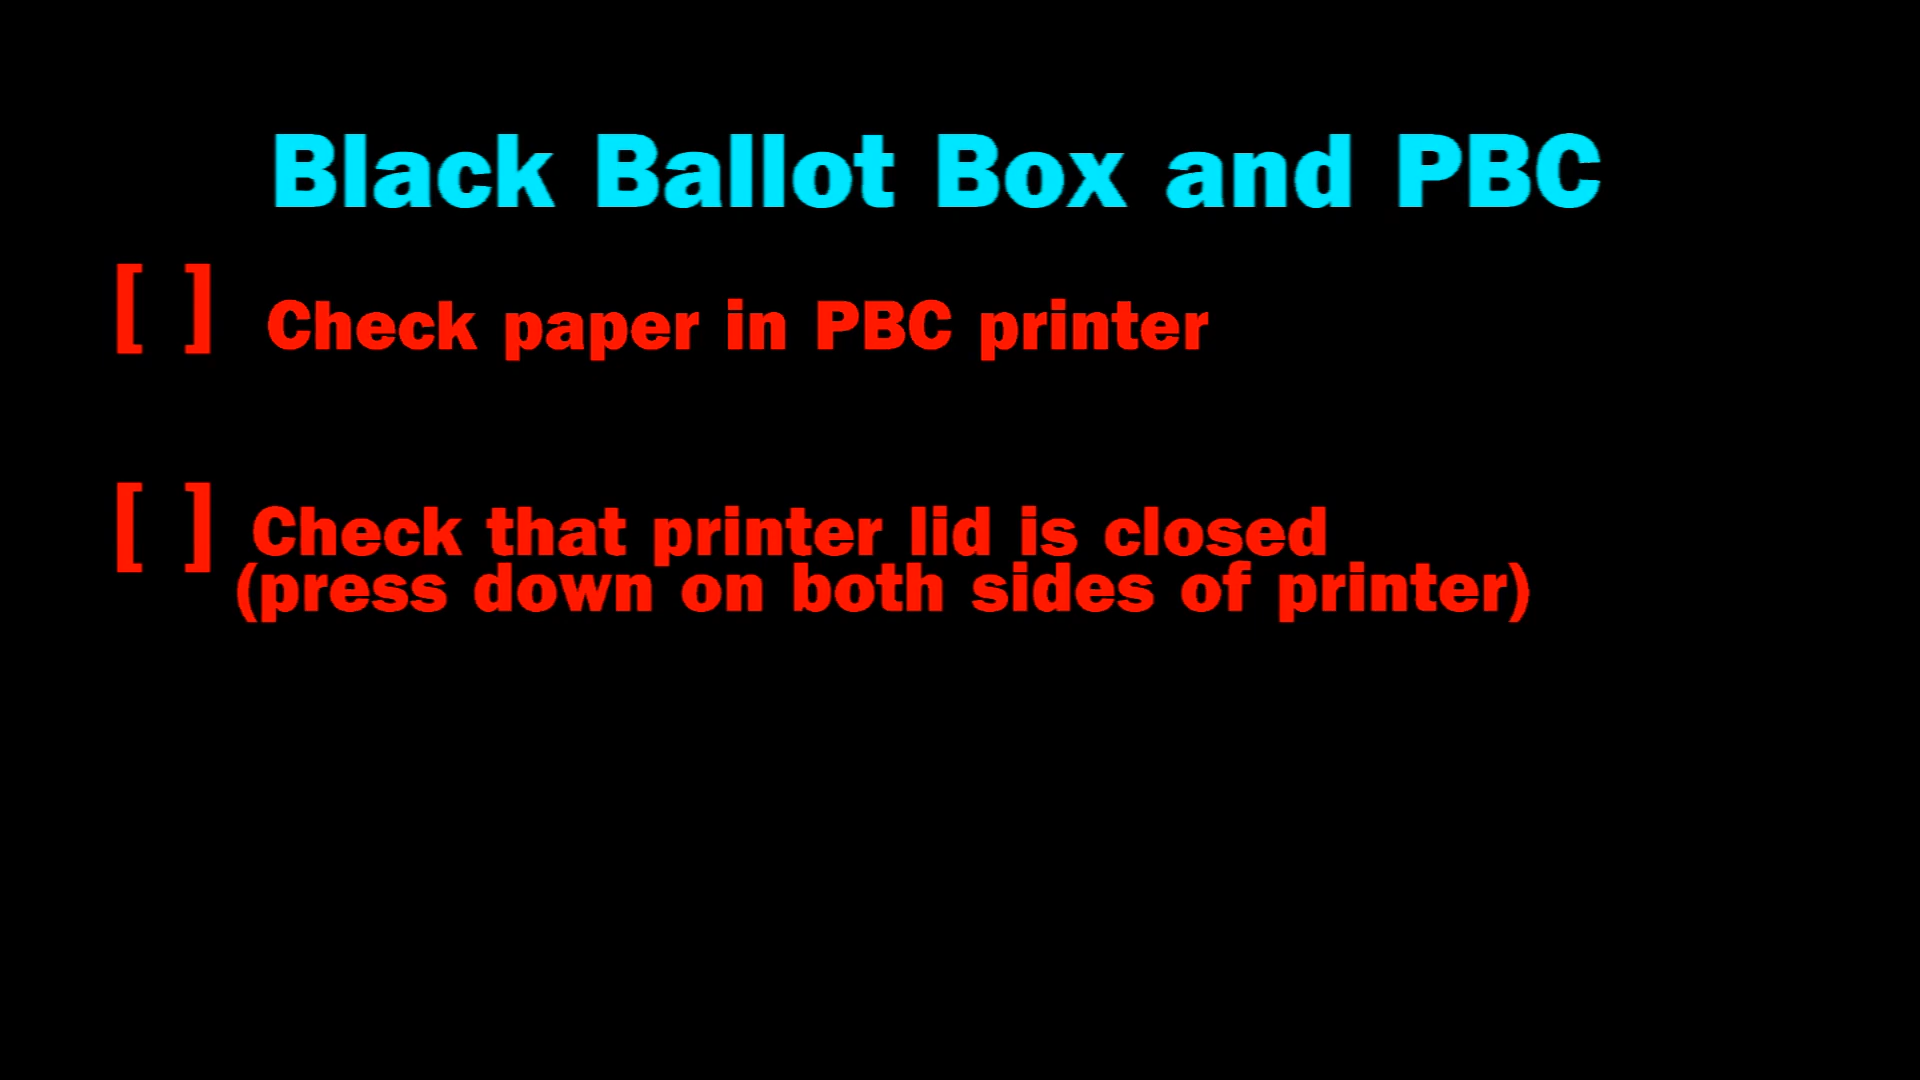 Black Ballot Box and PBC
[ ] Check paper in PBC printer
[ ] Check that printer lid is closed
(press down on both sides of printer)